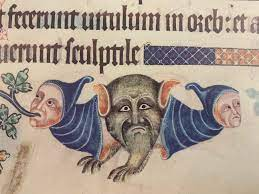 t fecerunt uitulum in oreb: et a
uerunt sculptile